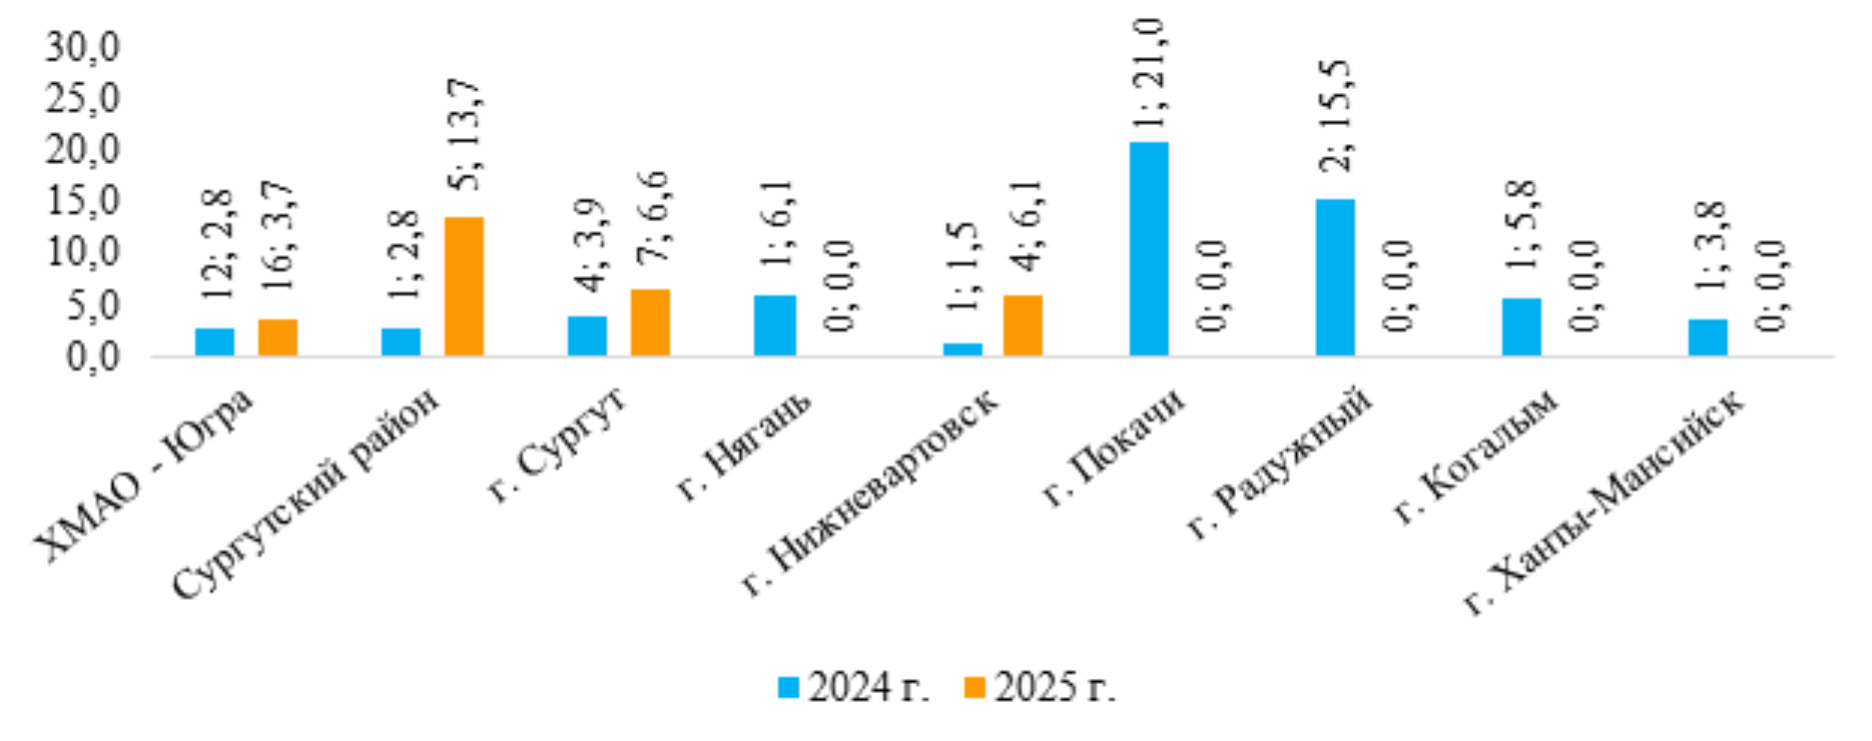 30,0
25,0
20,0
15,0
10,0
5,0
0,0
12; 2,8
16; 3,7
1; 2,8
5; 13,7
4; 3,9
7; 6,6
1; 6,1
0; 0,0
1; 1,5
4; 6,1
1; 21,0
0; 0,0
2; 15,5
0; 0,0
1; 5,8
0; 0,0
1; 3,8
0; 0,0
ХМАО - Югра
Сургутский район
г. Сургут
г. Нягань
г. Нижневартовск
г. Покачи
г. Радужный
г. Когалым
г. Ханты-Мансийск
2024 г.
2025 г.